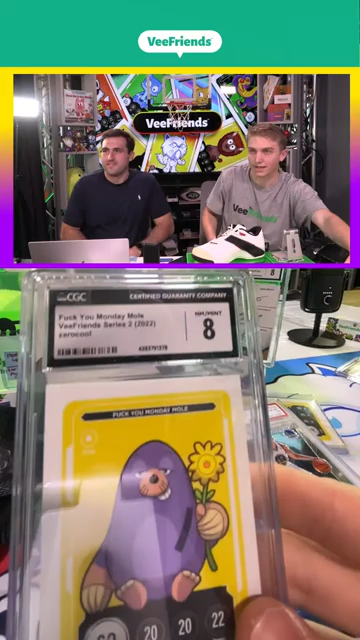 VeeFriends
VeeFriends
VeeFriends
CGC CERTIFIED GUARANTY COMPANY
Fuck You Monday Mole
VeeFriends Series 2 (2022)
zerocool
NM/MINT
8
FUCK YOU MONDAY MOLE
20
20
22